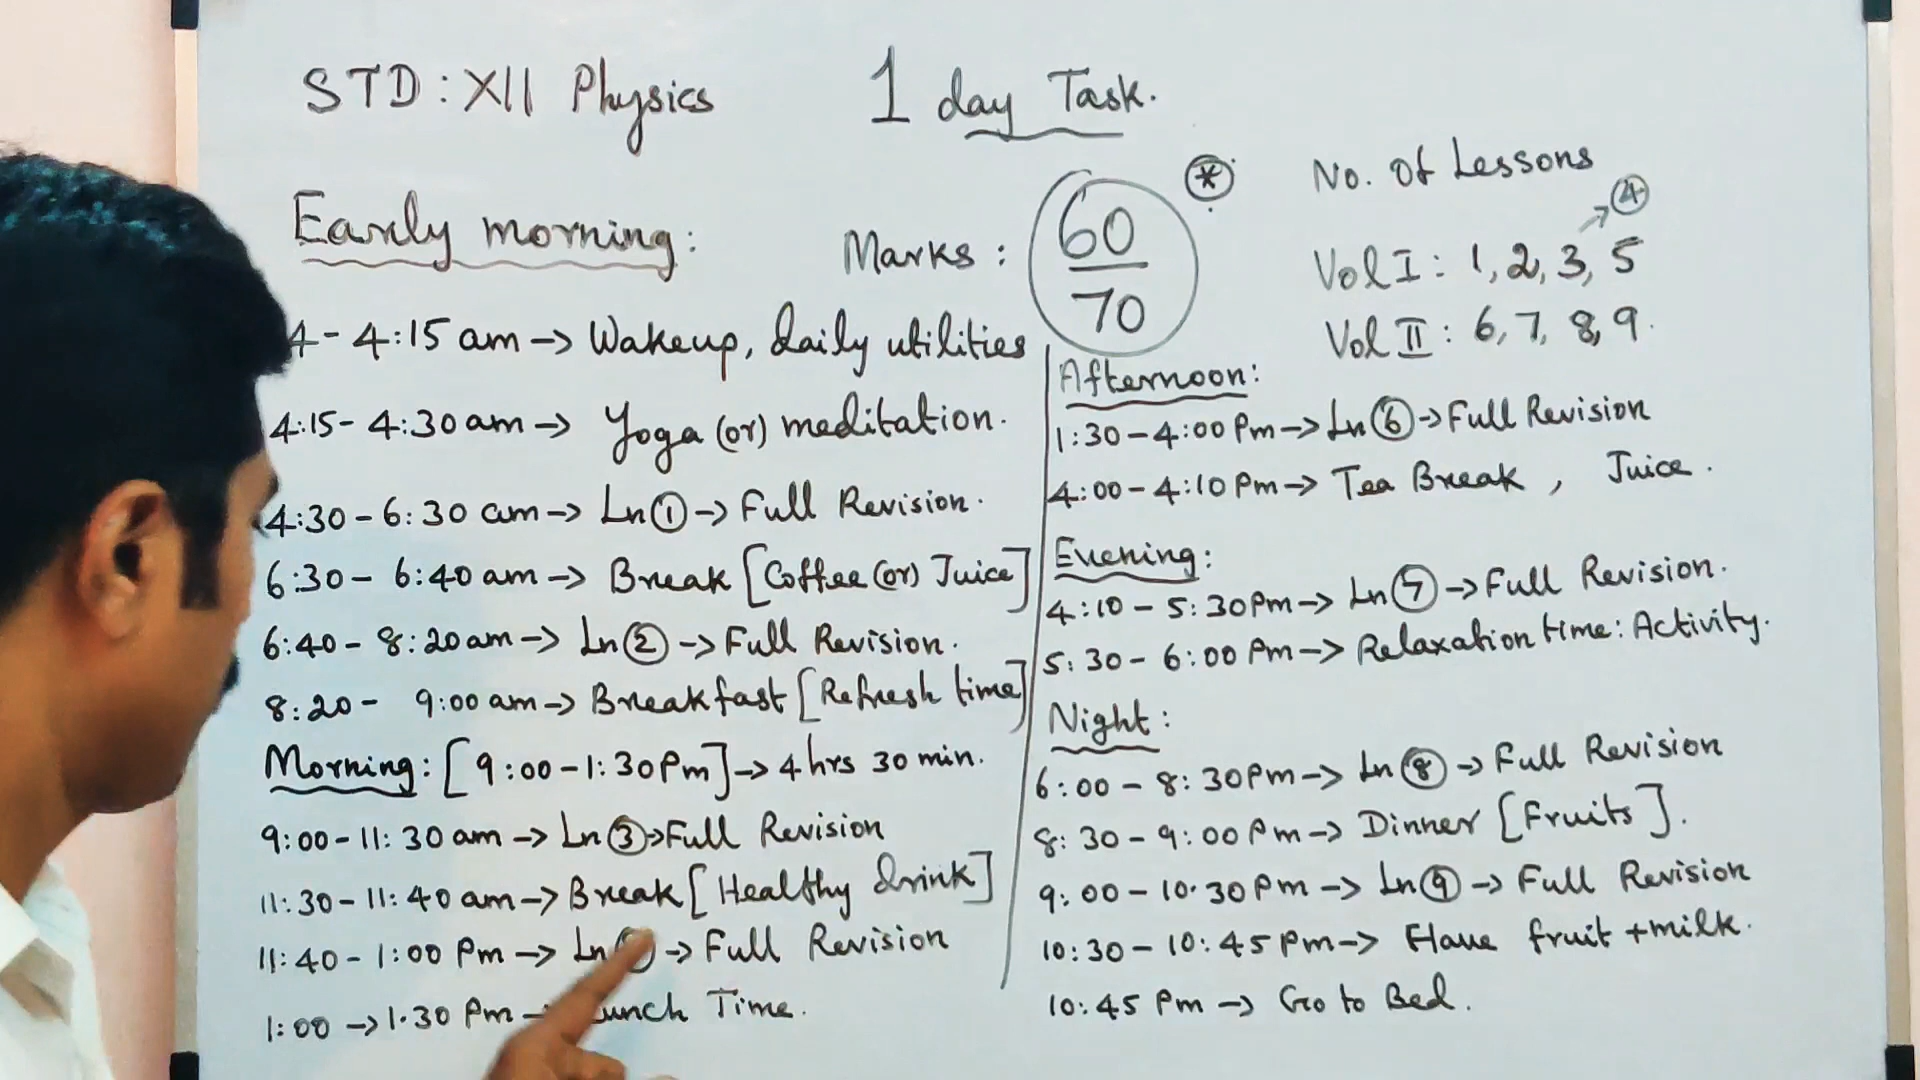 STD : XII Physics 1 day Task.
Early morning:
Marks : 60/70 *
No. Of Lessons
4
Vol I : 1, 2, 3, 5
Vol II : 6, 7, 8, 9.
4 - 4:15 am -> Wakeup, daily utilities
4:15 - 4:30 am -> Yoga (or) meditation.
4:30 - 6:30 am -> Ln 1 -> Full Revision.
6:30 - 6:40 am -> Break [Coffee (or) Juice]
6:40 - 8:20 am -> Ln 2 -> Full Revision.
8:20 - 9:00 am -> Breakfast [Refresh time]
Morning: [9:00 - 1:30 Pm] -> 4 hrs 30 min.
9:00 - 11:30 am -> Ln 3 -> Full Revision
11:30 - 11:40 am -> Break [Healthy drink]
11:40 - 1:00 Pm -> Ln -> Full Revision
1:00 -> 1.30 Pm -> Lunch Time.
Afternoon:
1:30 - 4:00 Pm -> Ln 6 -> Full Revision
4:00 - 4:10 Pm -> Tea Break , Juice .
Evening:
4:10 - 5:30 Pm -> Ln 7 -> Full Revision.
5:30 - 6:00 Pm -> Relaxation time: Activity.
Night:
6:00 - 8:30 Pm -> Ln 8 -> Full Revision
8:30 - 9:00 Pm -> Dinner [Fruits].
9:00 - 10.30 Pm -> Ln 9 -> Full Revision
10:30 - 10:45 Pm -> Have fruit + milk.
10:45 Pm -> Go to Bed.